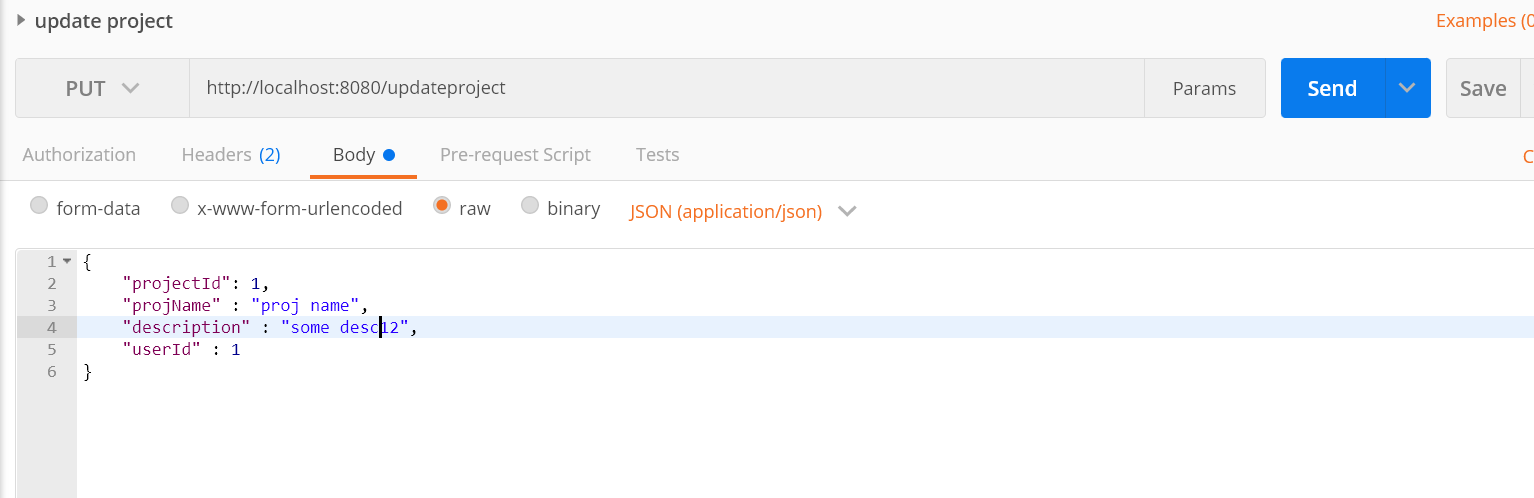 update project
Examples (0
PUT http://localhost:8080/updateproject Params Send Save
Authorization Headers (2) Body Pre-request Script Tests C
form-data x-www-form-urlencoded raw binary JSON (application/json)
1 {
2 "projectId": 1,
3 "projName" : "proj name",
4 "description" : "some desc12",
5 "userId" : 1
6 }